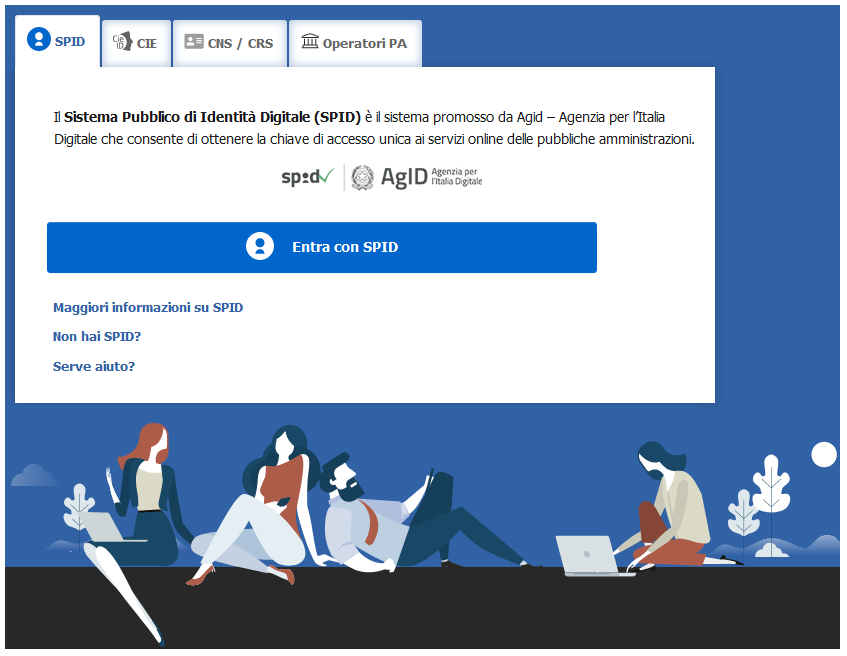 SPID
CIE
CNS / CRS
Operatori PA
Il Sistema Pubblico di Identità Digitale (SPID) è il sistema promosso da Agid – Agenzia per l’Italia
Digitale che consente di ottenere la chiave di accesso unica ai servizi online delle pubbliche amministrazioni.
spid
AgID Agenzia per
l'Italia Digitale
Entra con SPID
Maggiori informazioni su SPID
Non hai SPID?
Serve aiuto?